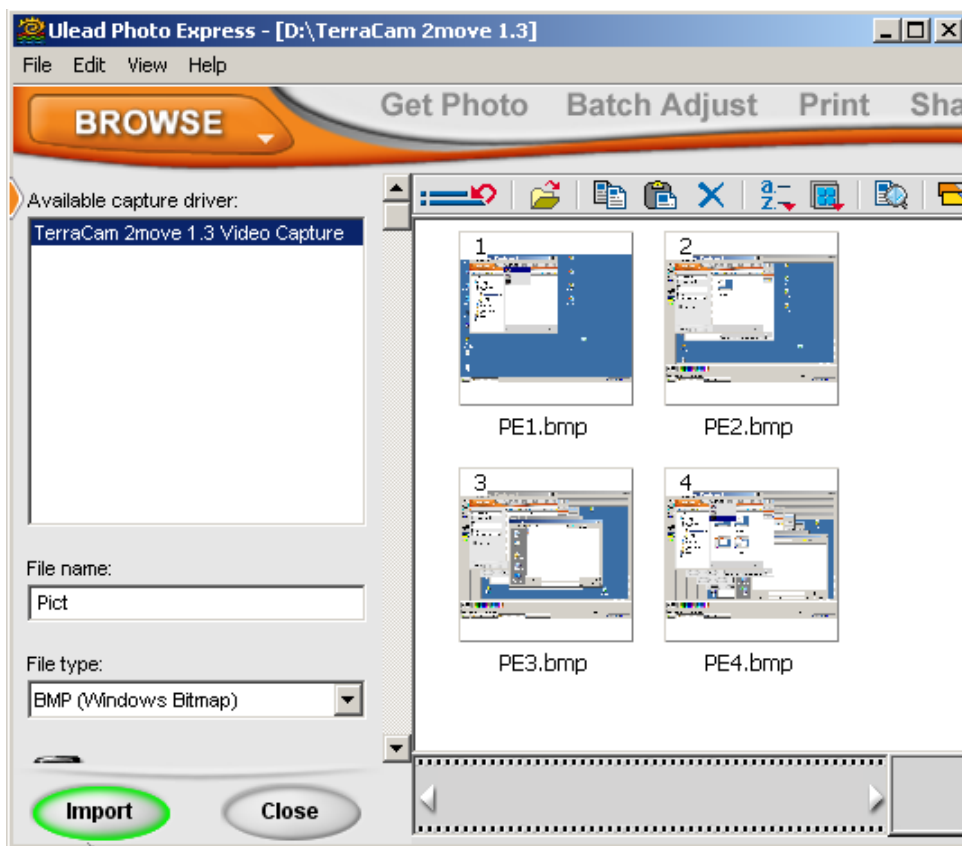 Ulead Photo Express - [D:\TerraCam 2move 1.3]
File Edit View Help
BROWSE Get Photo Batch Adjust Print Sha
Available capture driver:
TerraCam 2move 1.3 Video Capture
1 2
PE1.bmp PE2.bmp
3 4
PE3.bmp PE4.bmp
File name:
Pict
File type:
BMP (Windows Bitmap)
Import Close